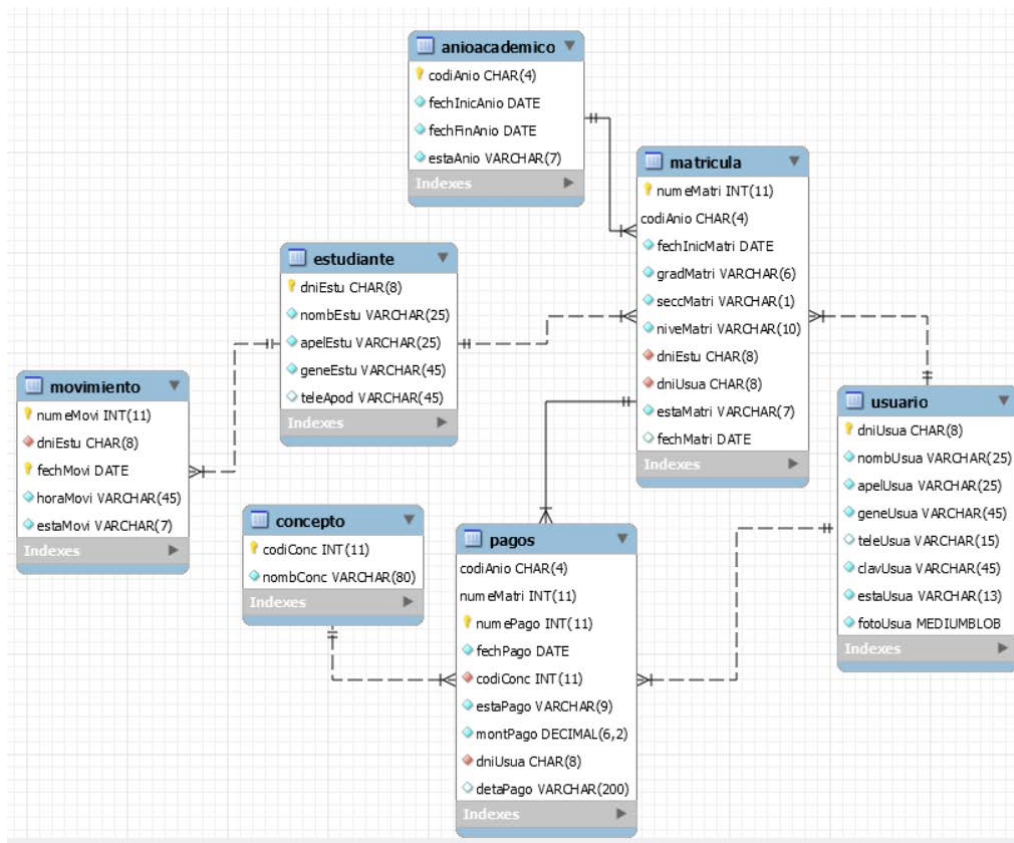 anioacademico
codiAnio CHAR(4)
fechInicAnio DATE
fechFinAnio DATE
estaAnio VARCHAR(7)
Indexes
matricula
numeMatri INT(11)
codiAnio CHAR(4)
fechInicMatri DATE
gradMatri VARCHAR(6)
seccMatri VARCHAR(1)
niveMatri VARCHAR(10)
dniEstu CHAR(8)
dniUsua CHAR(8)
estaMatri VARCHAR(7)
fechMatri DATE
Indexes
estudiante
dniEstu CHAR(8)
nombEstu VARCHAR(25)
apelEstu VARCHAR(25)
geneEstu VARCHAR(45)
teleApod VARCHAR(45)
Indexes
movimiento
numeMovi INT(11)
dniEstu CHAR(8)
fechMovi DATE
horaMovi VARCHAR(45)
estaMovi VARCHAR(7)
Indexes
usuario
dniUsua CHAR(8)
nombUsua VARCHAR(25)
apelUsua VARCHAR(25)
geneUsua VARCHAR(45)
teleUsua VARCHAR(15)
clavUsua VARCHAR(45)
estaUsua VARCHAR(13)
fotoUsua MEDIUMBLOB
Indexes
concepto
codiConc INT(11)
nombConc VARCHAR(80)
Indexes
pagos
codiAnio CHAR(4)
numeMatri INT(11)
numePago INT(11)
fechPago DATE
codiConc INT(11)
estaPago VARCHAR(9)
montPago DECIMAL(6,2)
dniUsua CHAR(8)
detaPago VARCHAR(200)
Indexes